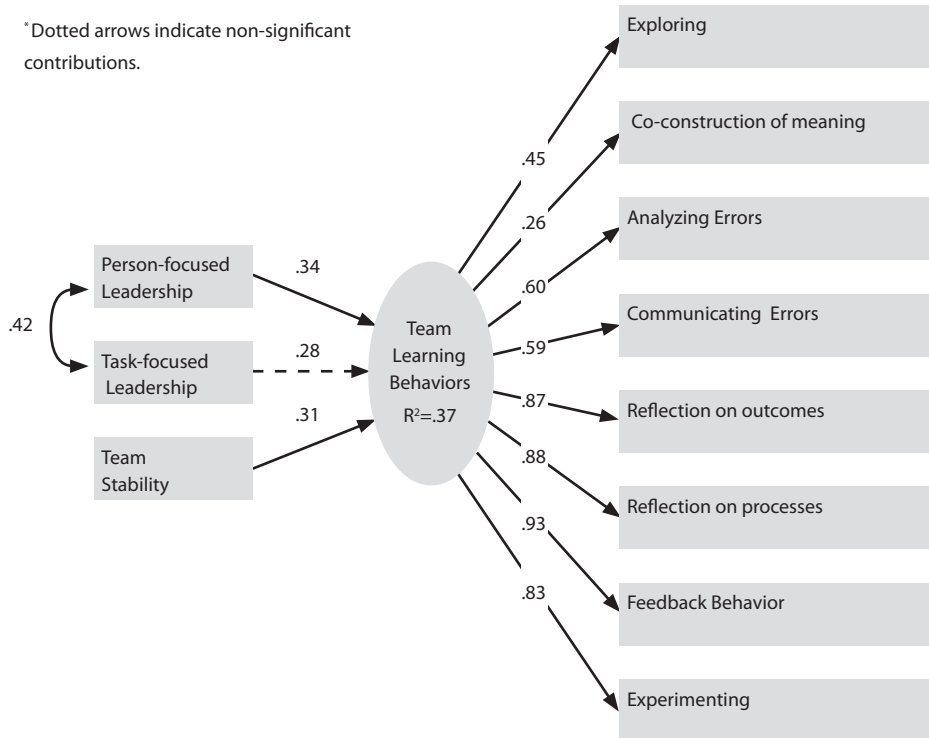 *Dotted arrows indicate non-significant
contributions.
.42
Person-focused
Leadership
Task-focused
Leadership
Team
Stability
.34
.28
.31
Team
Learning
Behaviors
R²=.37
.45
.26
.60
.59
.87
.88
.93
.83
Exploring
Co-construction of meaning
Analyzing Errors
Communicating Errors
Reflection on outcomes
Reflection on processes
Feedback Behavior
Experimenting